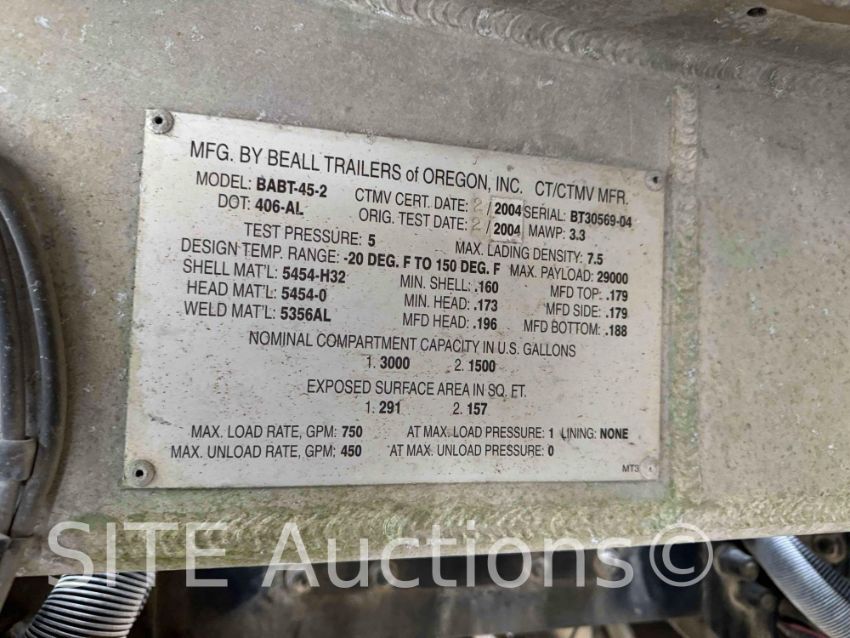 MFG. BY BEALL TRAILERS of OREGON, INC. CT/CTMV MFR.
MODEL: BABT-45-2 CTMV CERT. DATE: 2/2004 SERIAL: BT30569-04
DOT: 406-AL ORIG. TEST DATE: 2/2004 MAWP: 3.3
TEST PRESSURE: 5 MAX. LADING DENSITY: 7.5
DESIGN TEMP. RANGE: -20 DEG. F TO 150 DEG. F MAX. PAYLOAD: 29000
SHELL MAT'L: 5454-H32 MIN. SHELL: .160 MFD TOP: .179
HEAD MAT'L: 5454-0 MIN. HEAD: .173 MFD SIDE: .179
WELD MAT'L: 5356AL MFD HEAD: .196 MFD BOTTOM: .188
NOMINAL COMPARTMENT CAPACITY IN U.S. GALLONS
1. 3000 2. 1500
EXPOSED SURFACE AREA IN SQ. FT.
1. 291 2. 157
MAX. LOAD RATE, GPM: 750 AT MAX. LOAD PRESSURE: 1 LINING: NONE
MAX. UNLOAD RATE, GPM: 450 AT MAX. UNLOAD PRESSURE: 0
SITE Auctions©